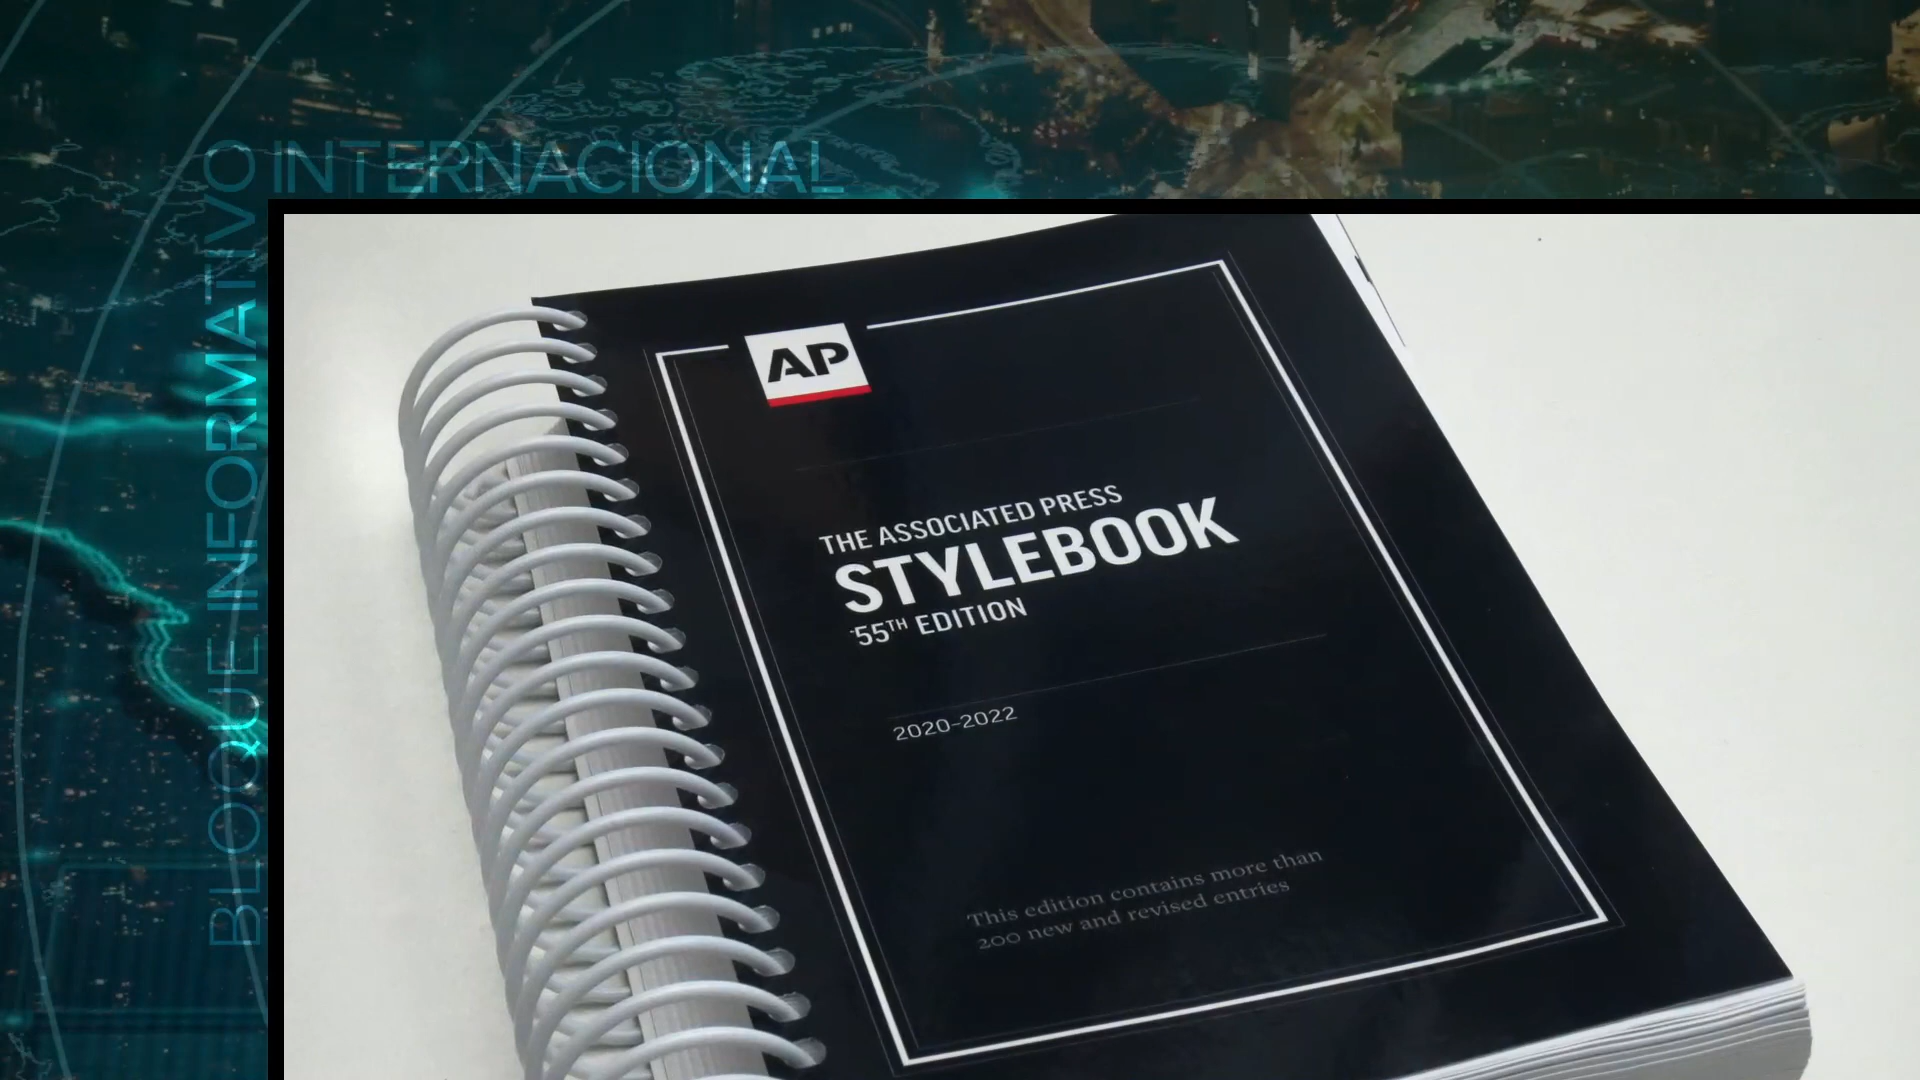 INTERNACIONAL
BLOQUE INFORMATIVO
AP
THE ASSOCIATED PRESS
STYLEBOOK
55TH EDITION
2020-2022
This edition contains more than
200 new and revised entries